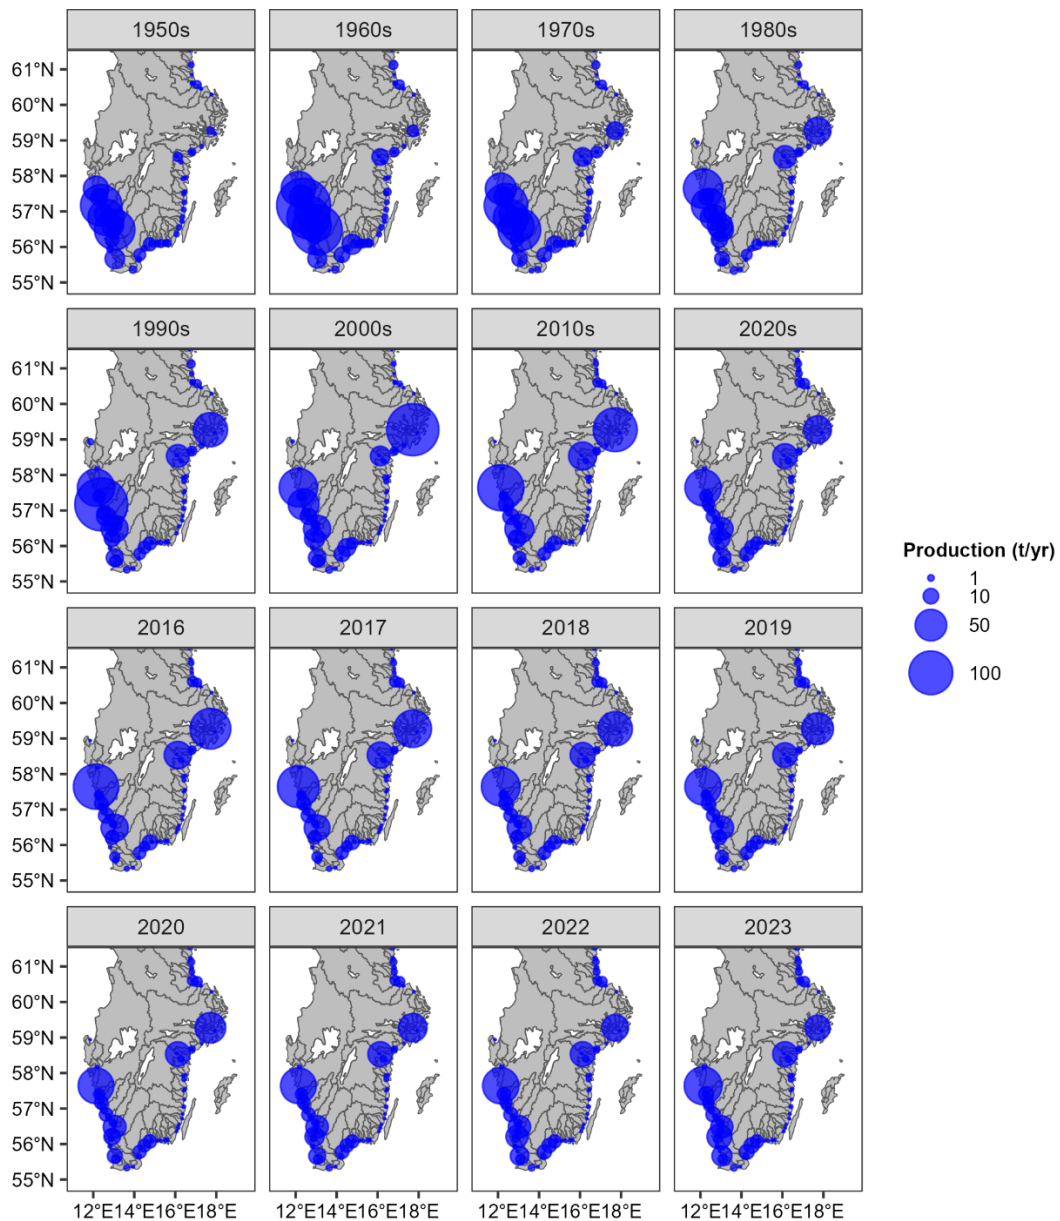 1950s 1960s 1970s 1980s
61°N
60°N
59°N
58°N
57°N
56°N
55°N
1990s 2000s 2010s 2020s
61°N
60°N
59°N
58°N
57°N
56°N
55°N
Production (t/yr)
1
10
50
100
2016 2017 2018 2019
61°N
60°N
59°N
58°N
57°N
56°N
55°N
2020 2021 2022 2023
61°N
60°N
59°N
58°N
57°N
56°N
55°N
12°E14°E16°E18°E 12°E14°E16°E18°E 12°E14°E16°E18°E 12°E14°E16°E18°E